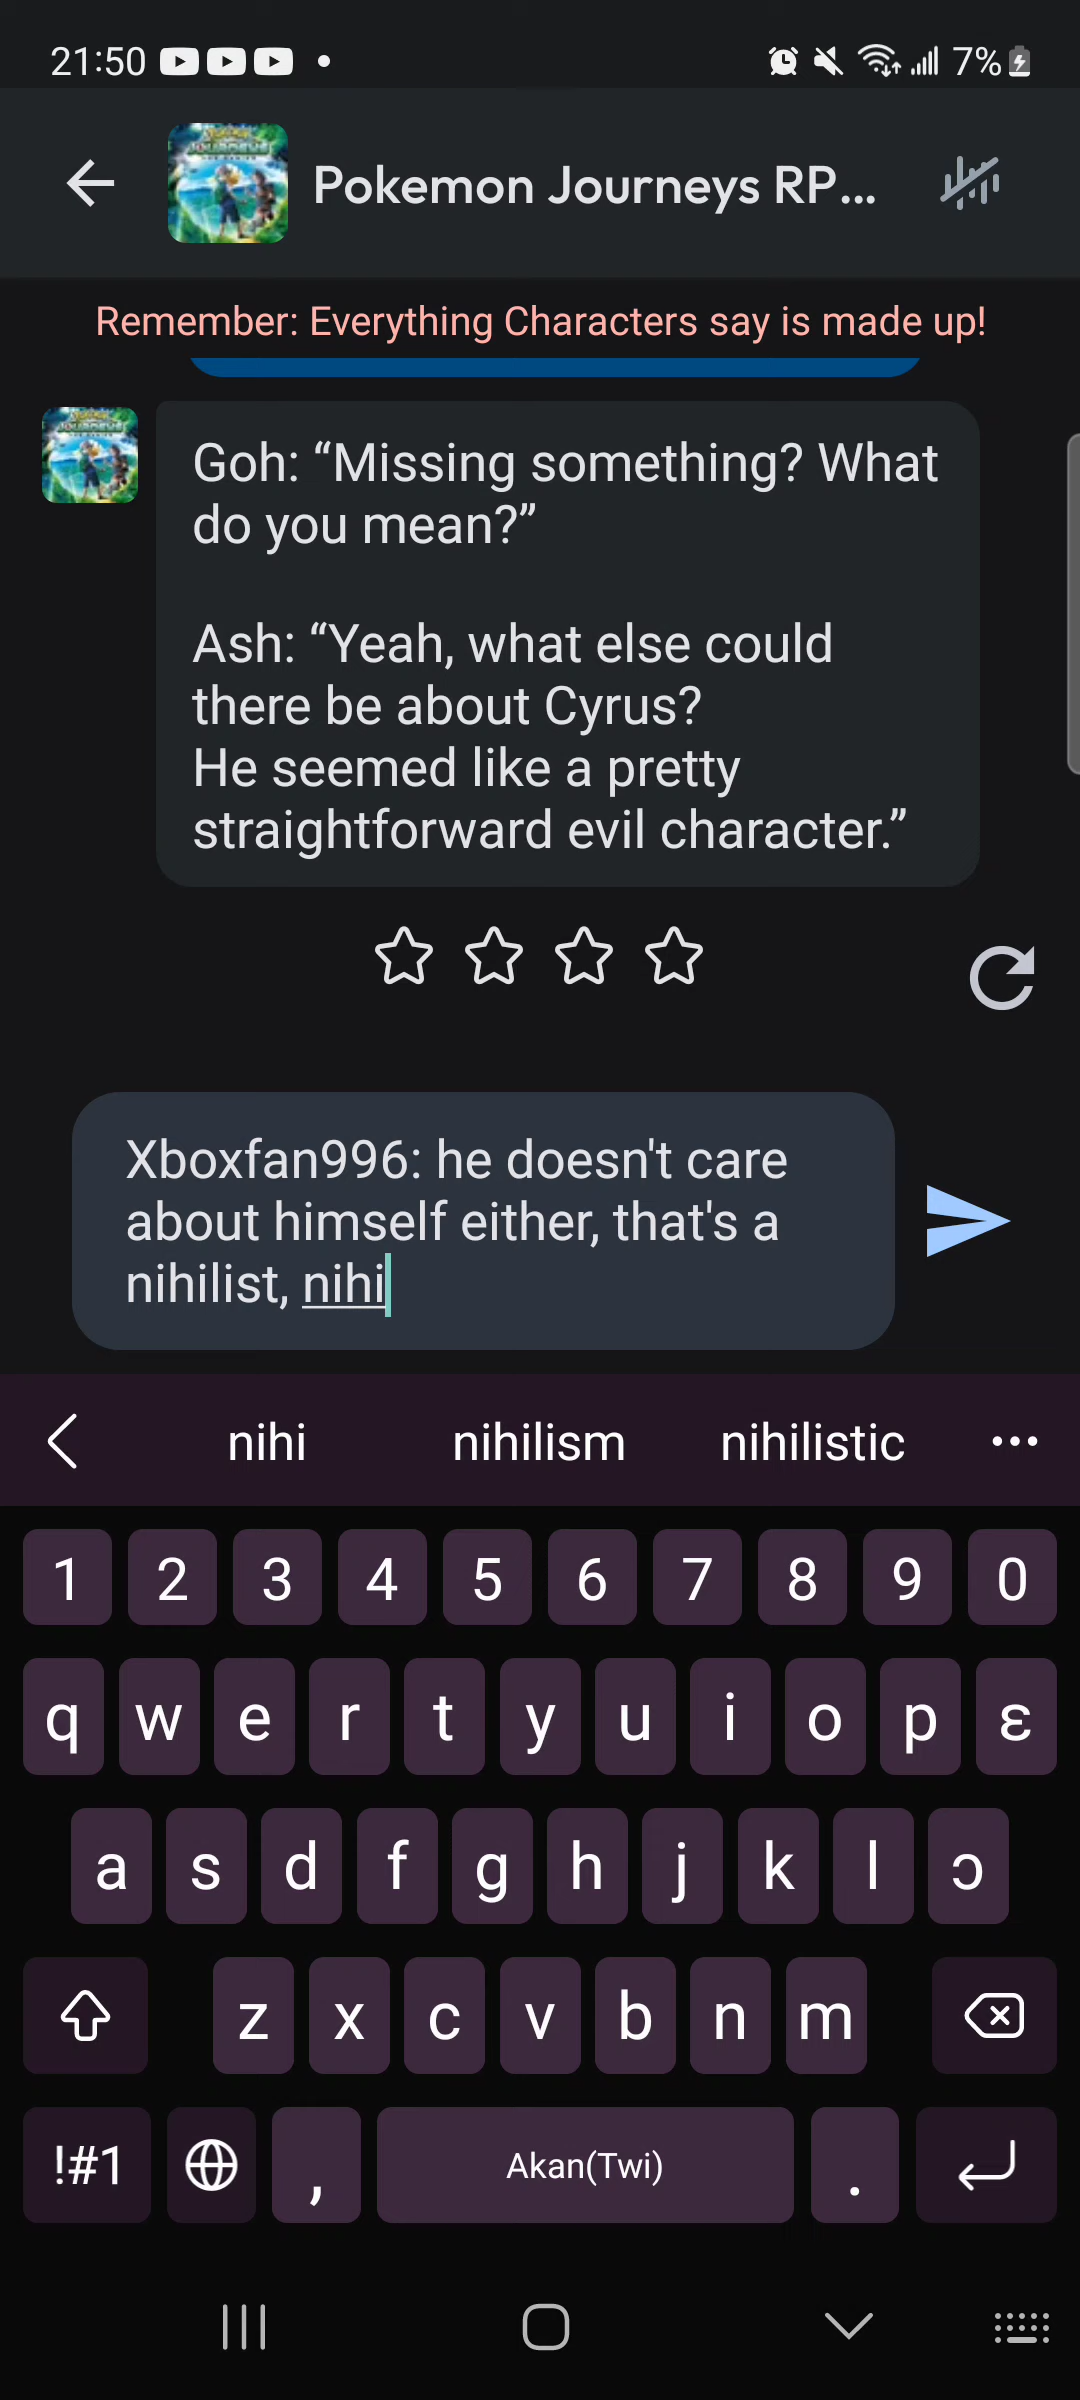 21:50
7%
Pokemon Journeys RP...
Remember: Everything Characters say is made up!
Goh: “Missing something? What
do you mean?”
Ash: “Yeah, what else could
there be about Cyrus?
He seemed like a pretty
straightforward evil character.”
Xboxfan996: he doesn't care
about himself either, that's a
nihilist, nihi
nihi nihilism nihilistic
1 2 3 4 5 6 7 8 9 0
q w e r t y u i o p ɛ
a s d f g h j k l ɔ
z x c v b n m
!#1 , Akan(Twi) .